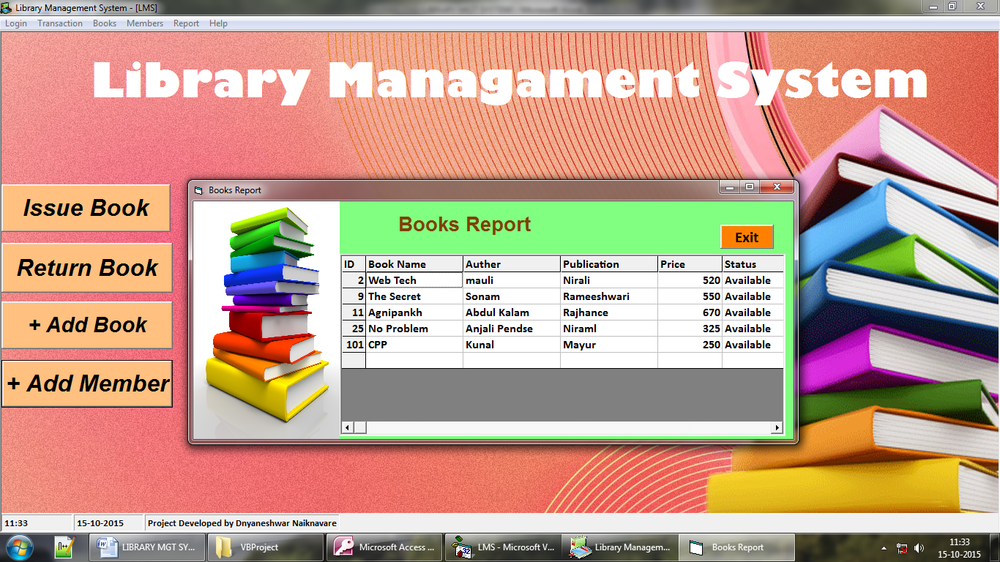 Library Management System - [LMS]
Login Transaction Books Members Report Help
Library Managament System
Issue Book
Return Book
+ Add Book
+ Add Member
Books Report
Books Report
Exit
ID Book Name Auther Publication Price Status
2 Web Tech mauli Nirali 520 Available
9 The Secret Sonam Rameeshwari 550 Available
11 Agnipankh Abdul Kalam Rajhance 670 Available
25 No Problem Anjali Pendse Niraml 325 Available
101 CPP Kunal Mayur 250 Available
11:33 15-10-2015 Project Developed by Dnyaneshwar Naiknavare
LIBRARY MGT SY... VBProject Microsoft Access ... LMS - Microsoft V... Library Managem... Books Report 11:33
15-10-2015